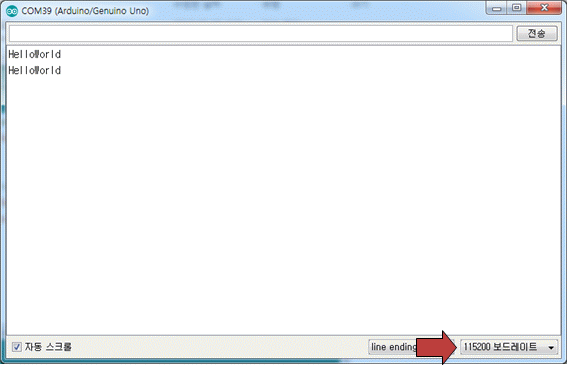 COM39 (Arduino/Genuino Uno)
전송
HelloWorld
HelloWorld
자동 스크롤
line ending
115200 보드레이트